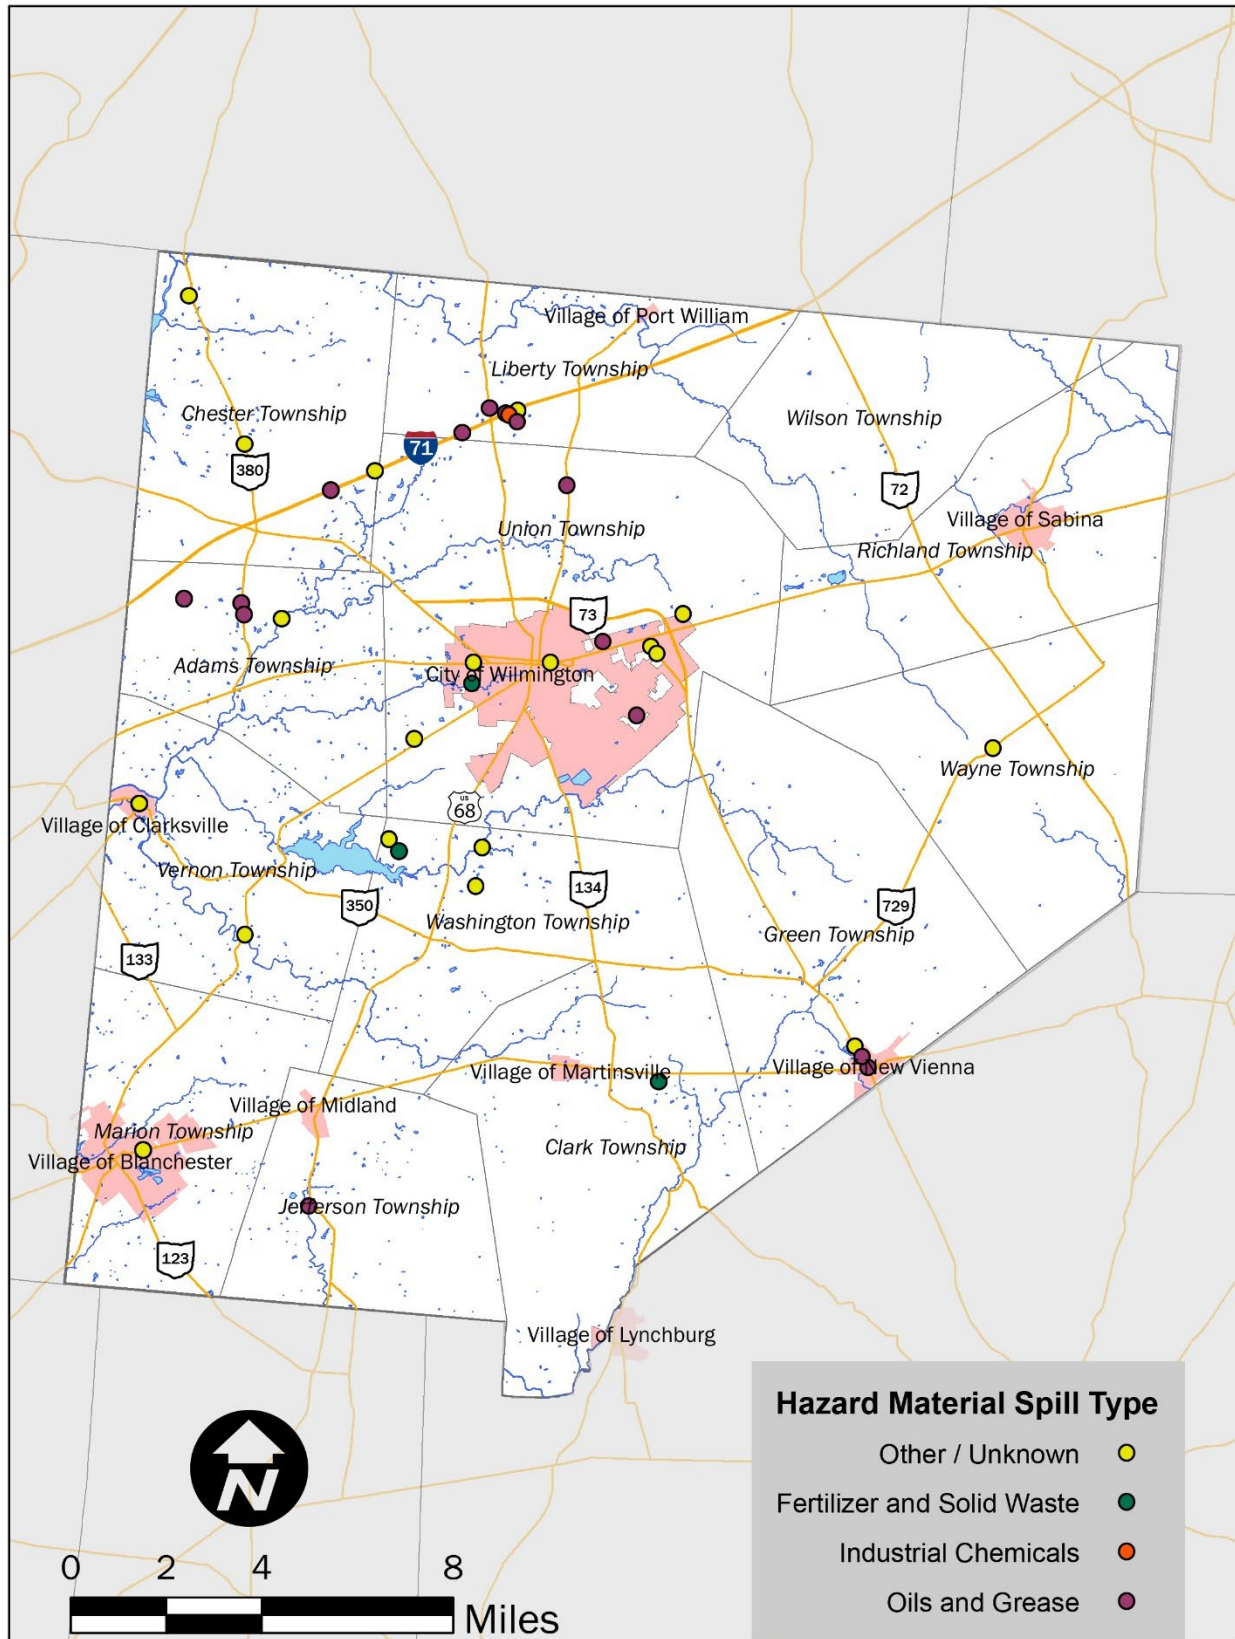 Village of Port William
Liberty Township
Chester Township
Wilson Township
71
380
72
Village of Sabina
Union Township
Richland Township
73
Adams Township
City of Wilmington
Wayne Township
US
68
Village of Clarksville
Vernon Township
134
350
729
Washington Township
Green Township
133
Village of New Vienna
Village of Martinsville
Village of Midland
Marion Township
Clark Township
Village of Blanchester
Jefferson Township
123
Village of Lynchburg
Hazard Material Spill Type
Other / Unknown
Fertilizer and Solid Waste
Industrial Chemicals
Oils and Grease
N
0 2 4 8
Miles